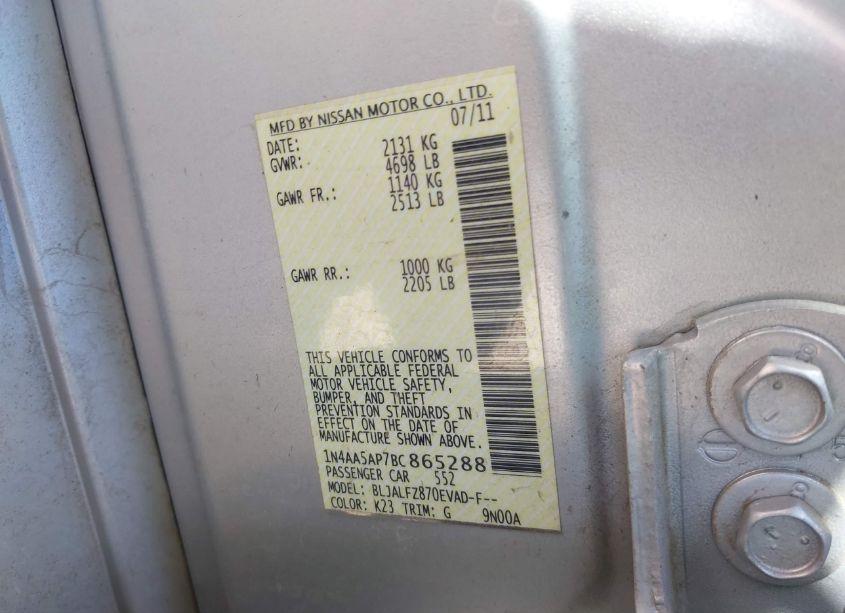 MFD BY NISSAN MOTOR CO., LTD.
DATE: 07/11
GVWR: 2131 KG
4698 LB
GAWR FR.: 1140 KG
2513 LB
GAWR RR.: 1000 KG
2205 LB
THIS VEHICLE CONFORMS TO
ALL APPLICABLE FEDERAL
MOTOR VEHICLE SAFETY,
BUMPER, AND THEFT
PREVENTION STANDARDS IN
EFFECT ON THE DATE OF
MANUFACTURE SHOWN ABOVE.
1N4AA5AP7BC865288
PASSENGER CAR 552
MODEL: BLJALFZ870EVAD-F--
COLOR: K23 TRIM: G 9N00A